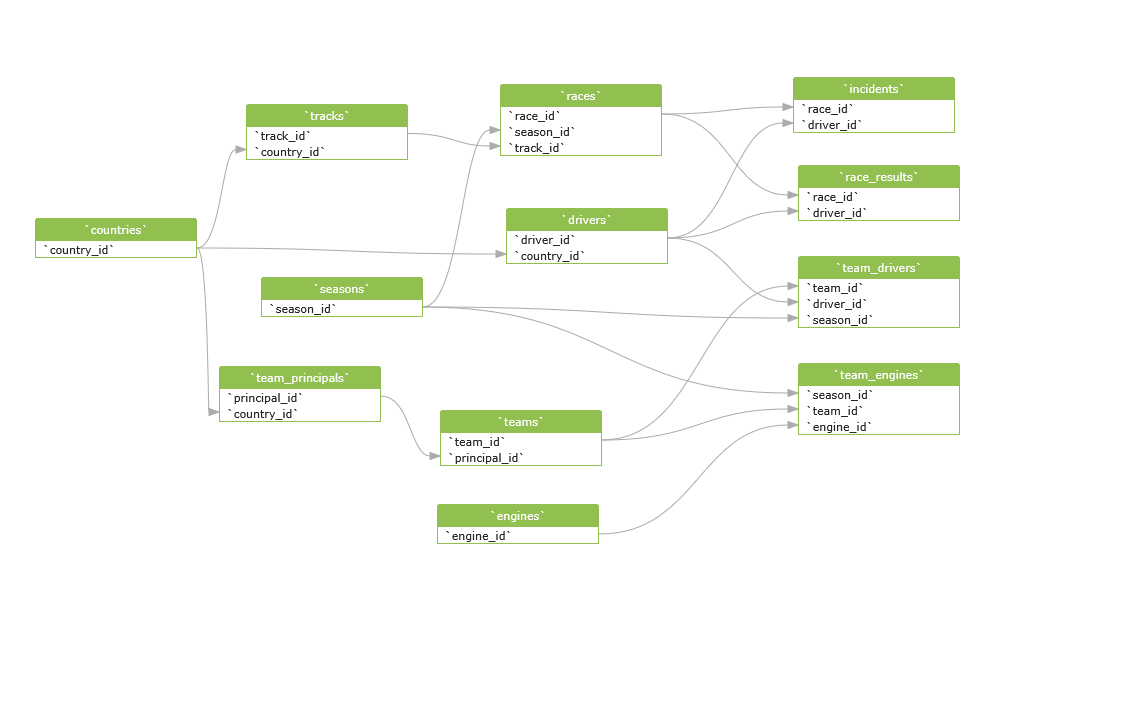 `countries`
`country_id`
`tracks`
`track_id`
`country_id`
`seasons`
`season_id`
`team_principals`
`principal_id`
`country_id`
`races`
`race_id`
`season_id`
`track_id`
`drivers`
`driver_id`
`country_id`
`teams`
`team_id`
`principal_id`
`engines`
`engine_id`
`incidents`
`race_id`
`driver_id`
`race_results`
`race_id`
`driver_id`
`team_drivers`
`team_id`
`driver_id`
`season_id`
`team_engines`
`season_id`
`team_id`
`engine_id`